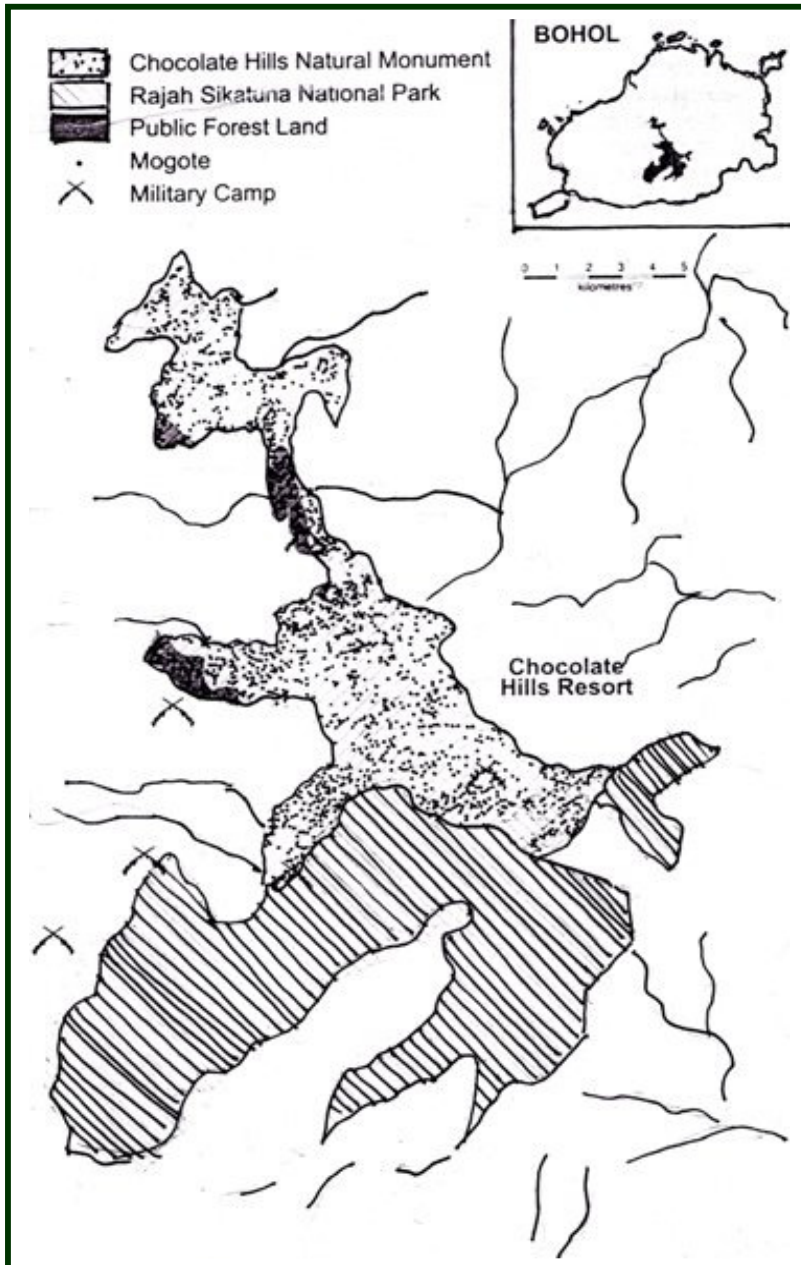 Chocolate Hills Natural Monument
Rajah Sikatuna National Park
Public Forest Land
Mogote
Military Camp
BOHOL
0 1 2 3 4 5
kilometres
Chocolate
Hills Resort